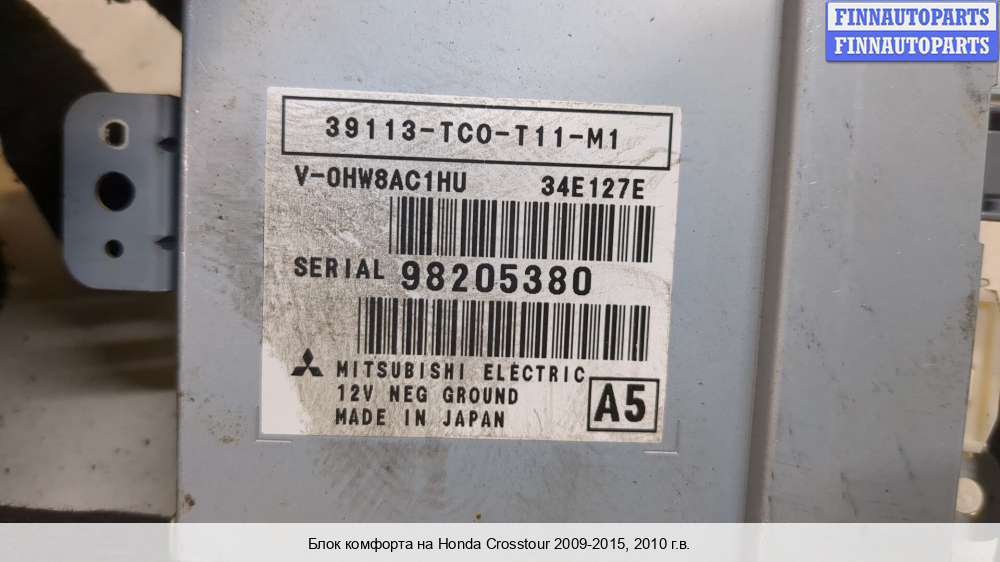 FINNAUTOPARTS
FINNAUTOPARTS
39113-TC0-T11-M1
V-0HW8AC1HU 34E127E
SERIAL 98205380
MITSUBISHI ELECTRIC
12V NEG GROUND
MADE IN JAPAN
A5
Блок комфорта на Honda Crosstour 2009-2015, 2010 г.в.